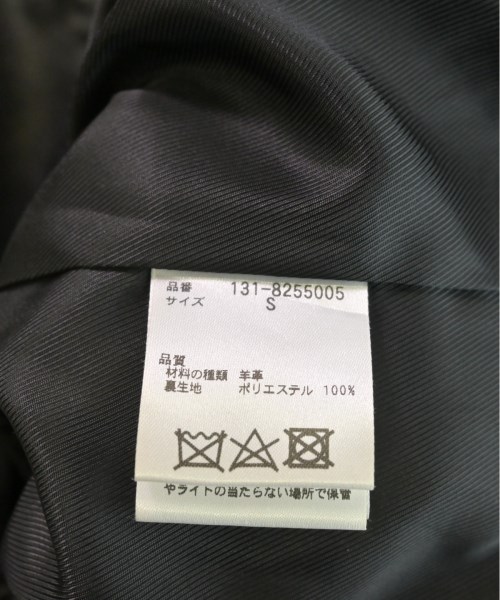 品番 131-8255005
サイズ S
品質
材料の種類 羊革
裏生地 ポリエステル 100%
やライトの当たらない場所で保管